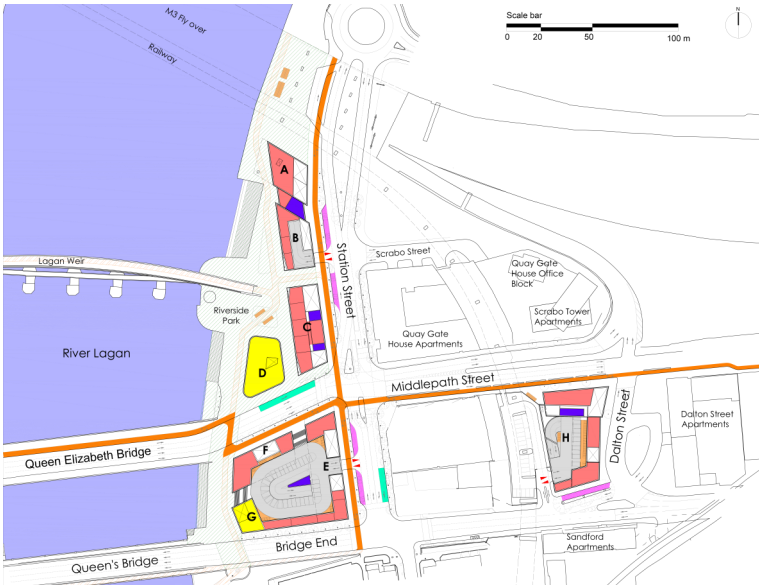 M3 Fly over
Railway
Scale bar
0 20 50 100 m
N
A
B
Station Street
Scrabo Street
Lagan Weir
Quay Gate
House Office
Block
Scrabo Tower
Apartments
Riverside
Park
C
Quay Gate
House Apartments
River Lagan
D
Middlepath Street
Dalton Street
Dalton Street
Apartments
Queen Elizabeth Bridge
F
E
H
G
Bridge End
Queen's Bridge
Sandford
Apartments